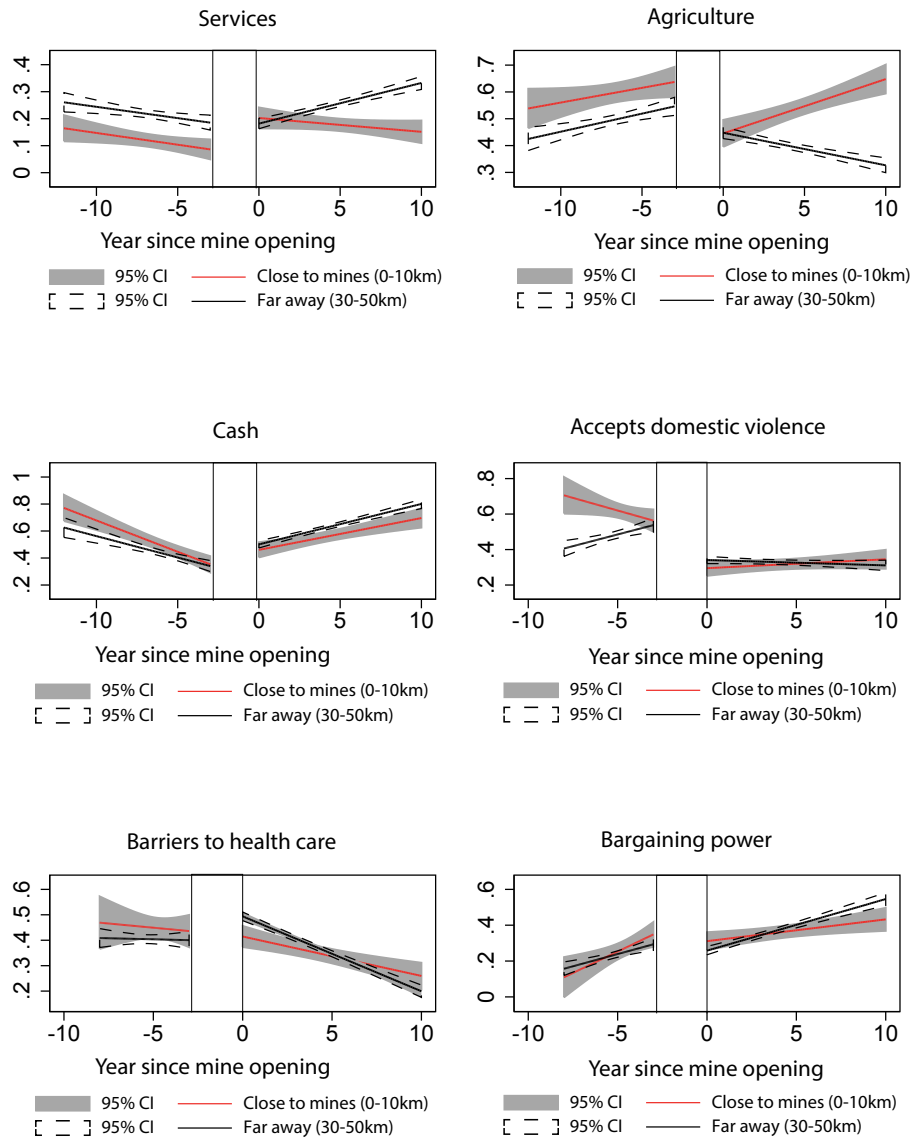 Services
Agriculture
0 .1 .2 .3 .4
.3 .4 .5 .6 .7
-10 -5 0 5 10
-10 -5 0 5 10
Year since mine opening
Year since mine opening
95% CI Close to mines (0-10km)
95% CI Far away (30-50km)
95% CI Close to mines (0-10km)
95% CI Far away (30-50km)
Cash
Accepts domestic violence
.2 .4 .6 .8 1
.2 .4 .6 .8
-10 -5 0 5 10
-10 -5 0 5 10
Year since mine opening
Year since mine opening
95% CI Close to mines (0-10km)
95% CI Far away (30-50km)
95% CI Close to mines (0-10km)
95% CI Far away (30-50km)
Barriers to health care
Bargaining power
.2 .3 .4 .5 .6
0 .2 .4 .6
-10 -5 0 5 10
-10 -5 0 5 10
Year since mine opening
Year since mine opening
95% CI Close to mines (0-10km)
95% CI Far away (30-50km)
95% CI Close to mines (0-10km)
95% CI Far away (30-50km)